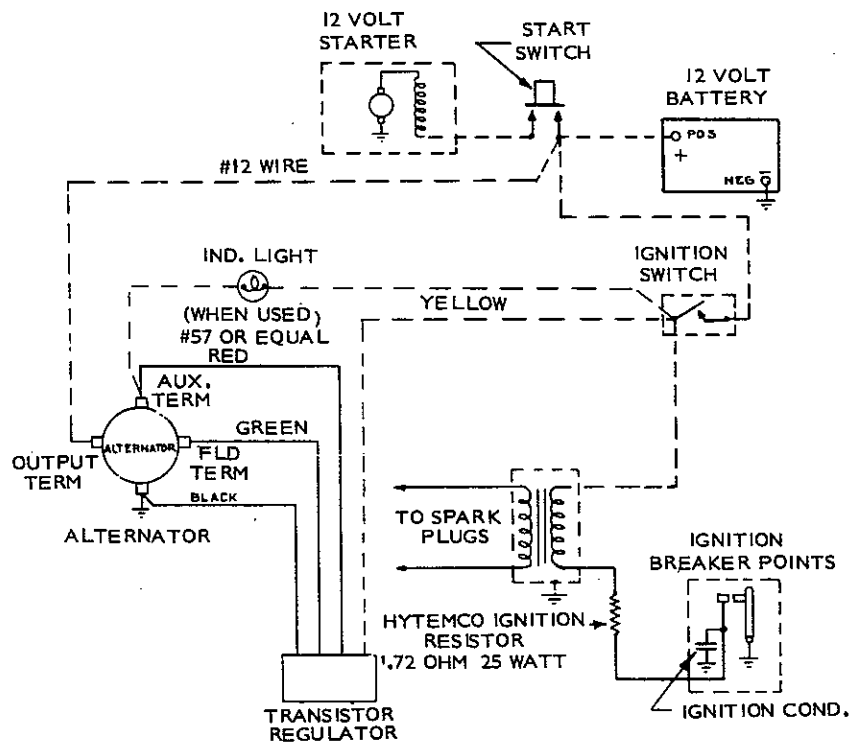 12 VOLT
STARTER
START
SWITCH
12 VOLT
BATTERY
POS
+
NEG
−
#12 WIRE
IND. LIGHT
(WHEN USED)
#57 OR EQUAL
IGNITION
SWITCH
YELLOW
RED
AUX.
TERM
ALTERNATOR
GREEN
FLD
TERM
OUTPUT
TERM
BLACK
ALTERNATOR
TO SPARK
PLUGS
IGNITION
BREAKER POINTS
HYTEMCO IGNITION
RESISTOR
1.72 OHM 25 WATT
IGNITION COND.
TRANSISTOR
REGULATOR